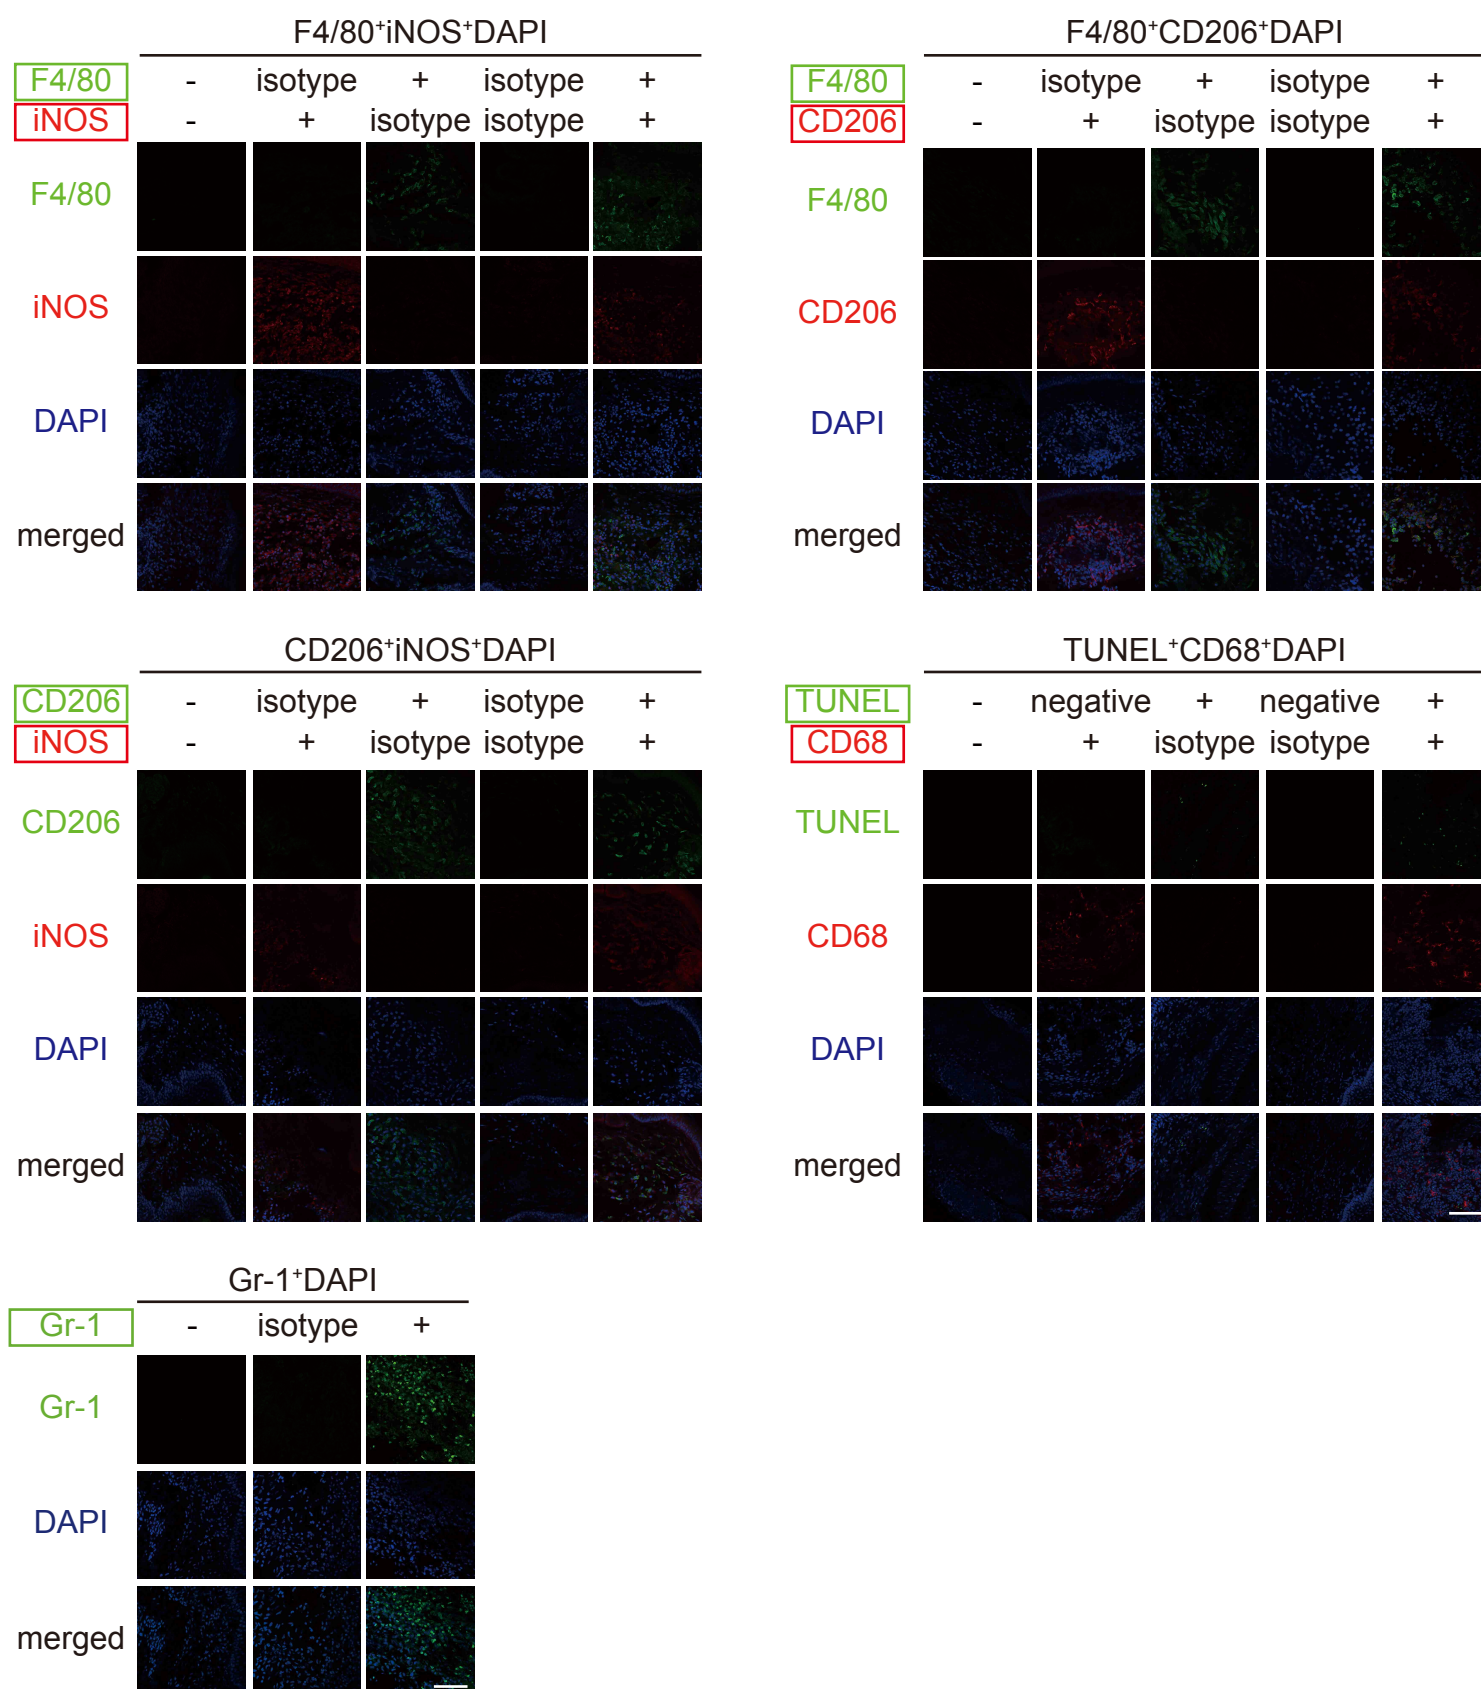 F4/80⁺iNOS⁺DAPI
F4/80 - isotype + isotype +
iNOS - + isotype isotype +
F4/80
iNOS
DAPI
merged
F4/80⁺CD206⁺DAPI
F4/80 - isotype + isotype +
CD206 - + isotype isotype +
F4/80
CD206
DAPI
merged
CD206⁺iNOS⁺DAPI
CD206 - isotype + isotype +
iNOS - + isotype isotype +
CD206
iNOS
DAPI
merged
TUNEL⁺CD68⁺DAPI
TUNEL - negative + negative +
CD68 - + isotype isotype +
TUNEL
CD68
DAPI
merged
Gr-1⁺DAPI
Gr-1 - isotype +
Gr-1
DAPI
merged